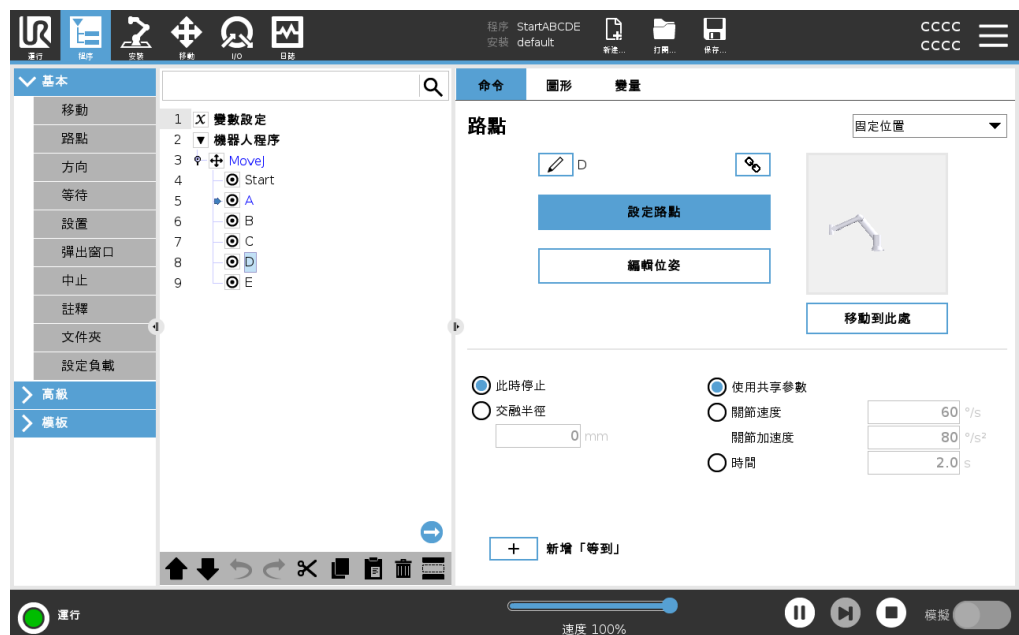 UR
運行
程序
安裝
移動
I/O
日誌
程序 StartABCDE
安裝 default
新建...
打開...
保存...
CCCC
CCCC
基本
移動
路點
方向
等待
設置
彈出窗口
中止
註釋
文件夾
設定負載
高級
模板
1 X 變數設定
2 機器人程序
3 MoveJ
4 Start
5 A
6 B
7 C
8 D
9 E
命令 圖形 變量
路點
固定位置
D
設定路點
編輯位姿
移動到此處
此時停止
交融半徑
0 mm
使用共享參數
關節速度 60 °/s
關節加速度 80 °/s²
時間 2.0 s
+ 新增「等到」
運行
速度 100%
模擬